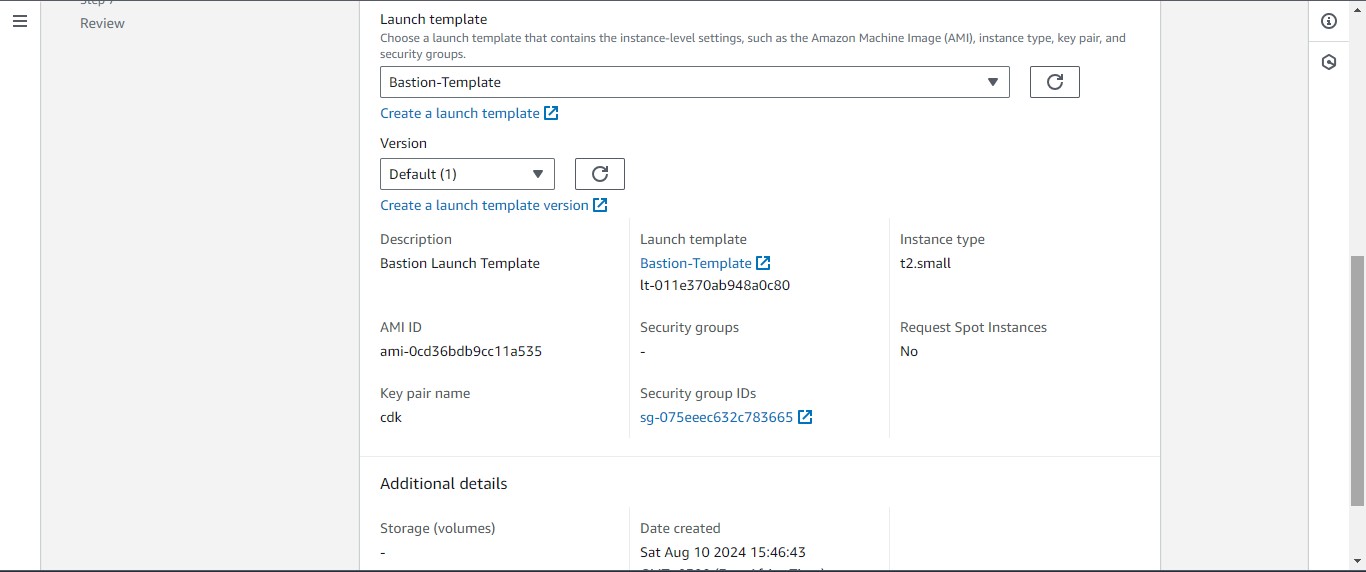 Review
Launch template
Choose a launch template that contains the instance-level settings, such as the Amazon Machine Image (AMI), instance type, key pair, and
security groups.
Bastion-Template
Create a launch template
Version
Default (1)
Create a launch template version
Description
Bastion Launch Template
Launch template
Bastion-Template
lt-011e370ab948a0c80
Instance type
t2.small
AMI ID
ami-0cd36bdb9cc11a535
Security groups
-
Request Spot Instances
No
Key pair name
cdk
Security group IDs
sg-075eeec632c783665
Additional details
Storage (volumes)
-
Date created
Sat Aug 10 2024 15:46:43